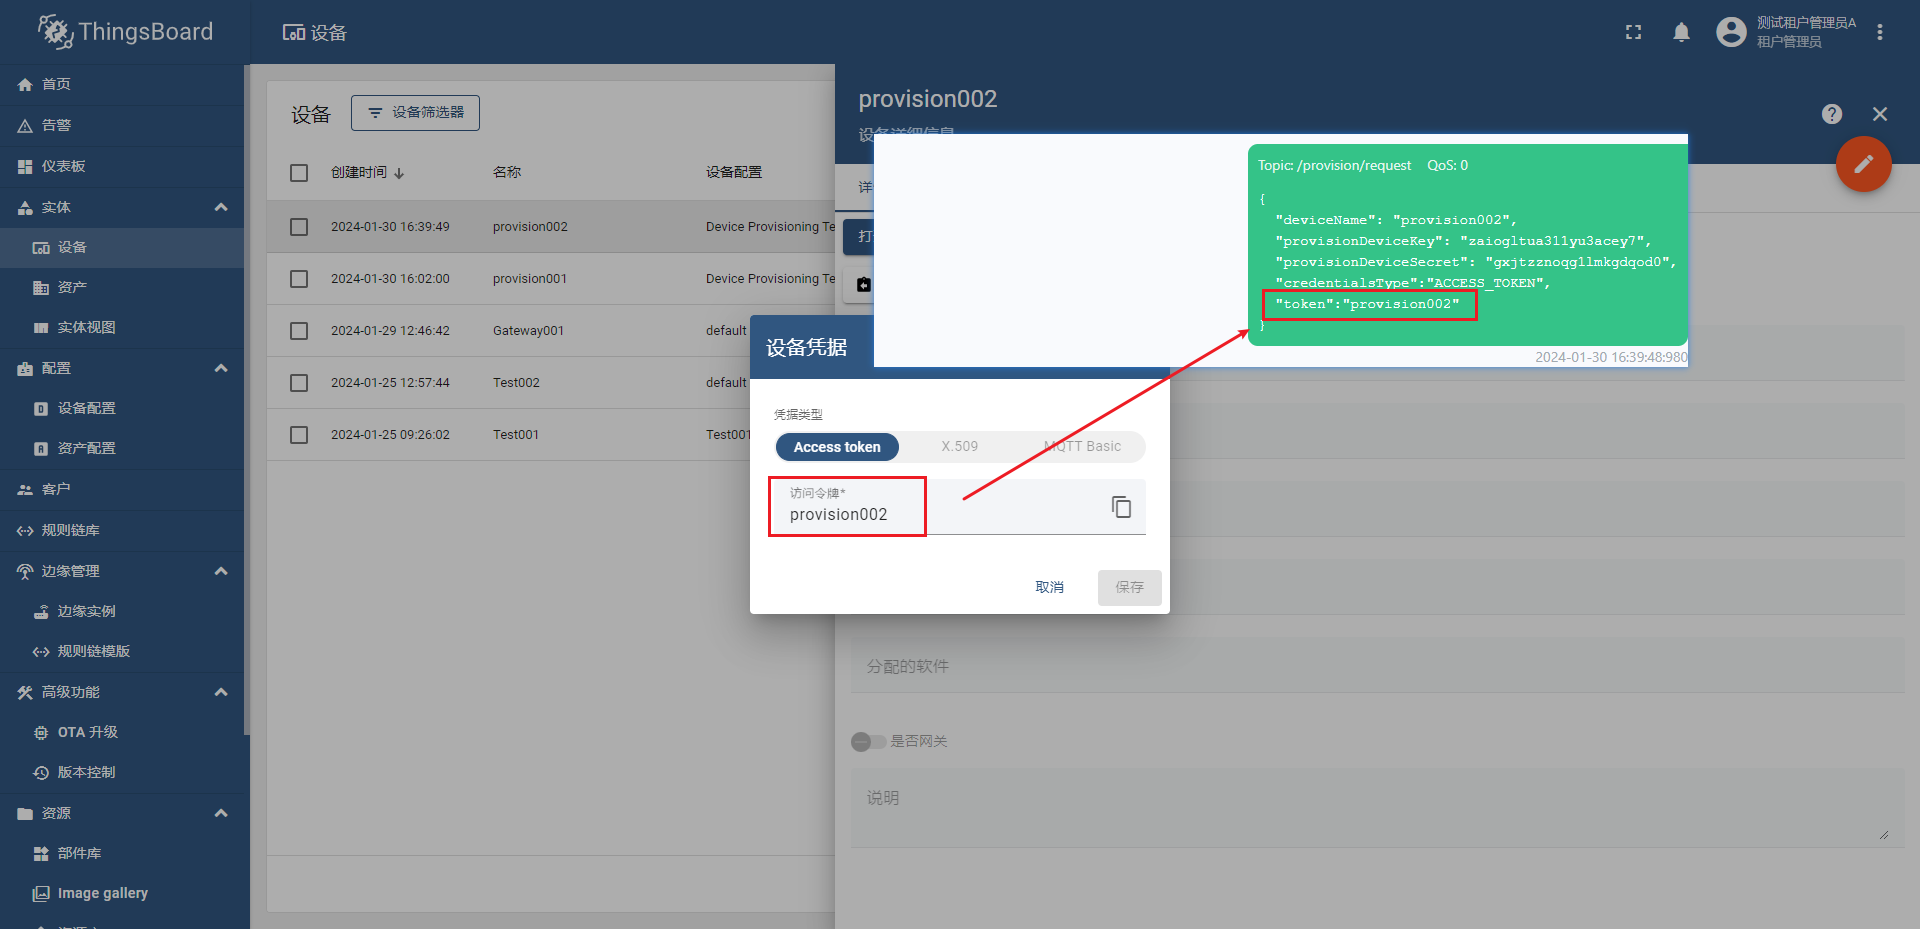 ThingsBoard
设备
测试租户管理员A
租户管理员
首页
告警
仪表板
实体
设备
资产
实体视图
配置
设备配置
资产配置
客户
规则链库
边缘管理
边缘实例
规则链模版
高级功能
OTA 升级
版本控制
资源
部件库
Image gallery
设备
设备筛选器
创建时间
名称
设备配置
2024-01-30 16:39:49
provision002
Device Provisioning Te
2024-01-30 16:02:00
provision001
Device Provisioning Te
2024-01-29 12:46:42
Gateway001
default
2024-01-25 12:57:44
Test002
default
2024-01-25 09:26:02
Test001
Test001
provision002
设备详细信息
详
打
Topic: /provision/request QoS: 0
{
"deviceName": "provision002",
"provisionDeviceKey": "zaiogltua311yu3acey7",
"provisionDeviceSecret": "gxjtzznoqg1lmkgdqod0",
"credentialsType":"ACCESS_TOKEN",
"token":"provision002"
}
2024-01-30 16:39:48:980
设备凭据
凭据类型
Access token
X.509
MQTT Basic
访问令牌*
provision002
取消
保存
分配的软件
是否网关
说明